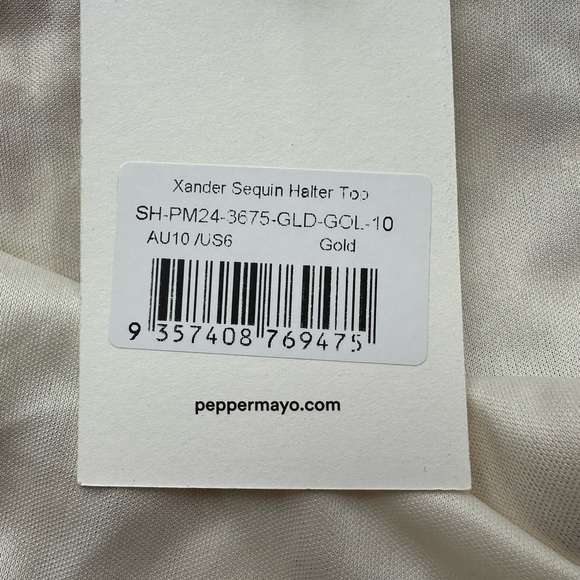 Xander Sequin Halter Top
SH-PM24-3675-GLD-GOL-10
AU10 /US6 Gold
9 357408 769475
peppermayo.com